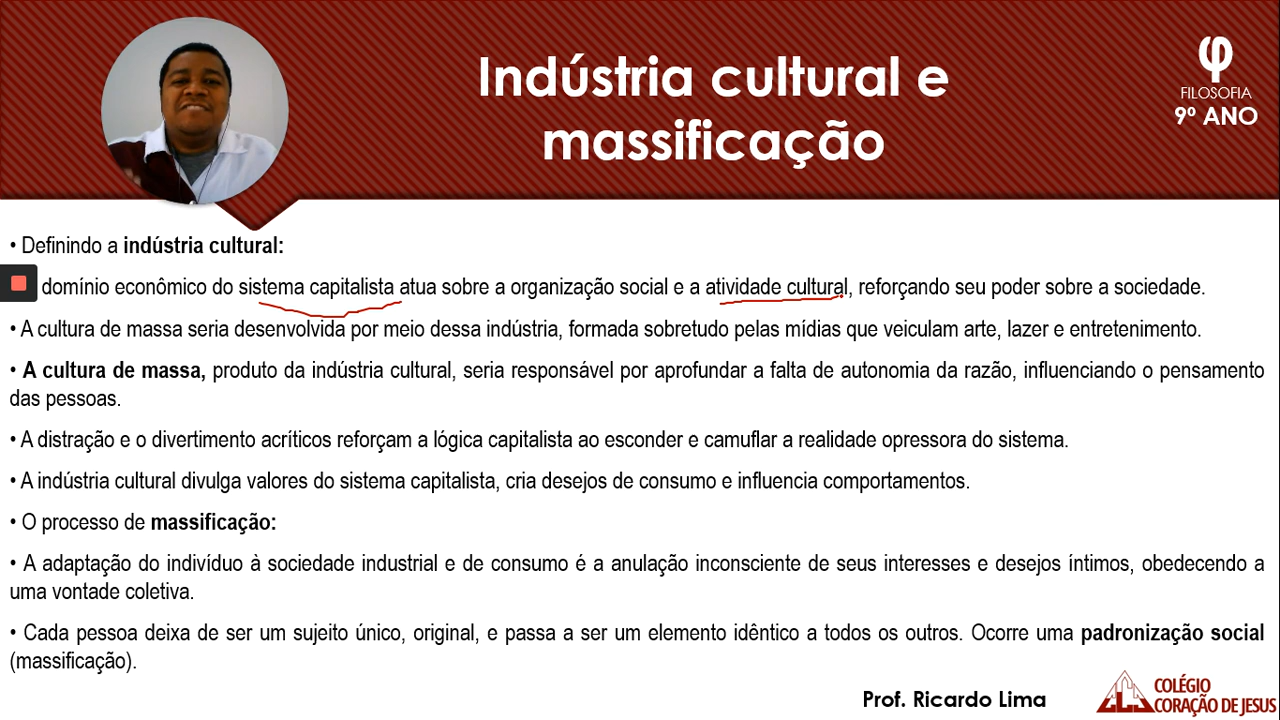 Indústria cultural e
massificação
φ
FILOSOFIA
9º ANO
• Definindo a indústria cultural:
domínio econômico do sistema capitalista atua sobre a organização social e a atividade cultural, reforçando seu poder sobre a sociedade.
• A cultura de massa seria desenvolvida por meio dessa indústria, formada sobretudo pelas mídias que veiculam arte, lazer e entretenimento.
• A cultura de massa, produto da indústria cultural, seria responsável por aprofundar a falta de autonomia da razão, influenciando o pensamento
das pessoas.
• A distração e o divertimento acríticos reforçam a lógica capitalista ao esconder e camuflar a realidade opressora do sistema.
• A indústria cultural divulga valores do sistema capitalista, cria desejos de consumo e influencia comportamentos.
• O processo de massificação:
• A adaptação do indivíduo à sociedade industrial e de consumo é a anulação inconsciente de seus interesses e desejos íntimos, obedecendo a
uma vontade coletiva.
• Cada pessoa deixa de ser um sujeito único, original, e passa a ser um elemento idêntico a todos os outros. Ocorre uma padronização social
(massificação).
Prof. Ricardo Lima
COLÉGIO
CORAÇÃO DE JESUS